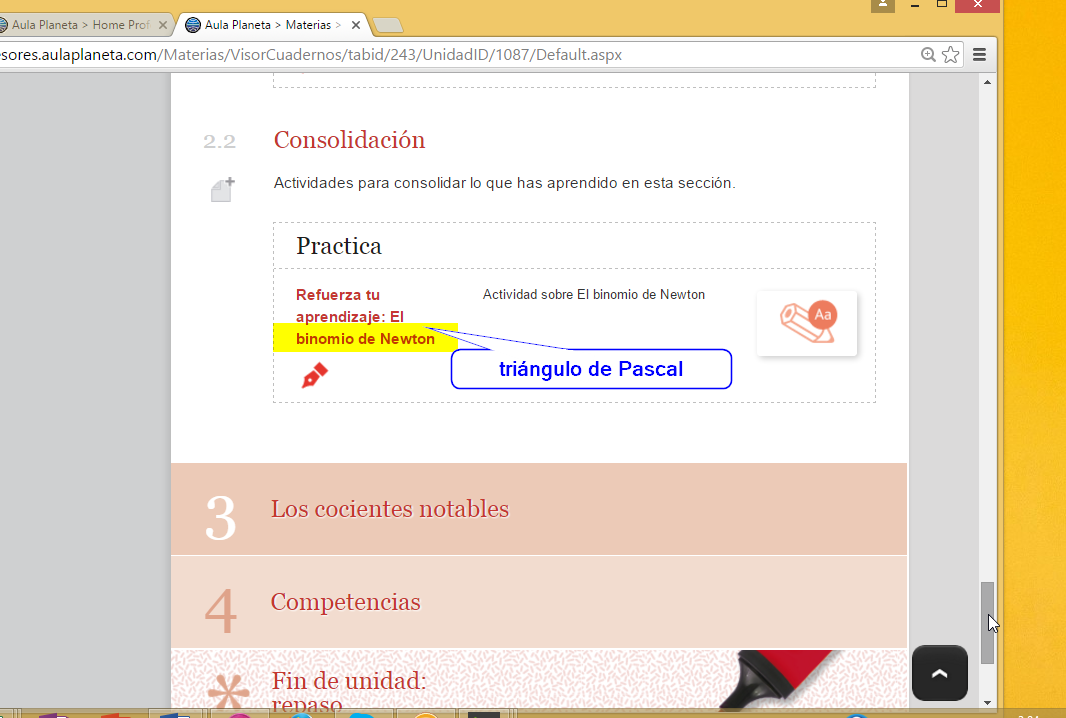 Aula Planeta > Home Prof
Aula Planeta > Materias >
esores.aulaplaneta.com/Materias/VisorCuadernos/tabid/243/UnidadID/1087/Default.aspx
2.2 Consolidación
Actividades para consolidar lo que has aprendido en esta sección.
Practica
Refuerza tu
aprendizaje: El
binomio de Newton
Actividad sobre El binomio de Newton
Aa
triángulo de Pascal
3 Los cocientes notables
4 Competencias
* Fin de unidad:
repaso